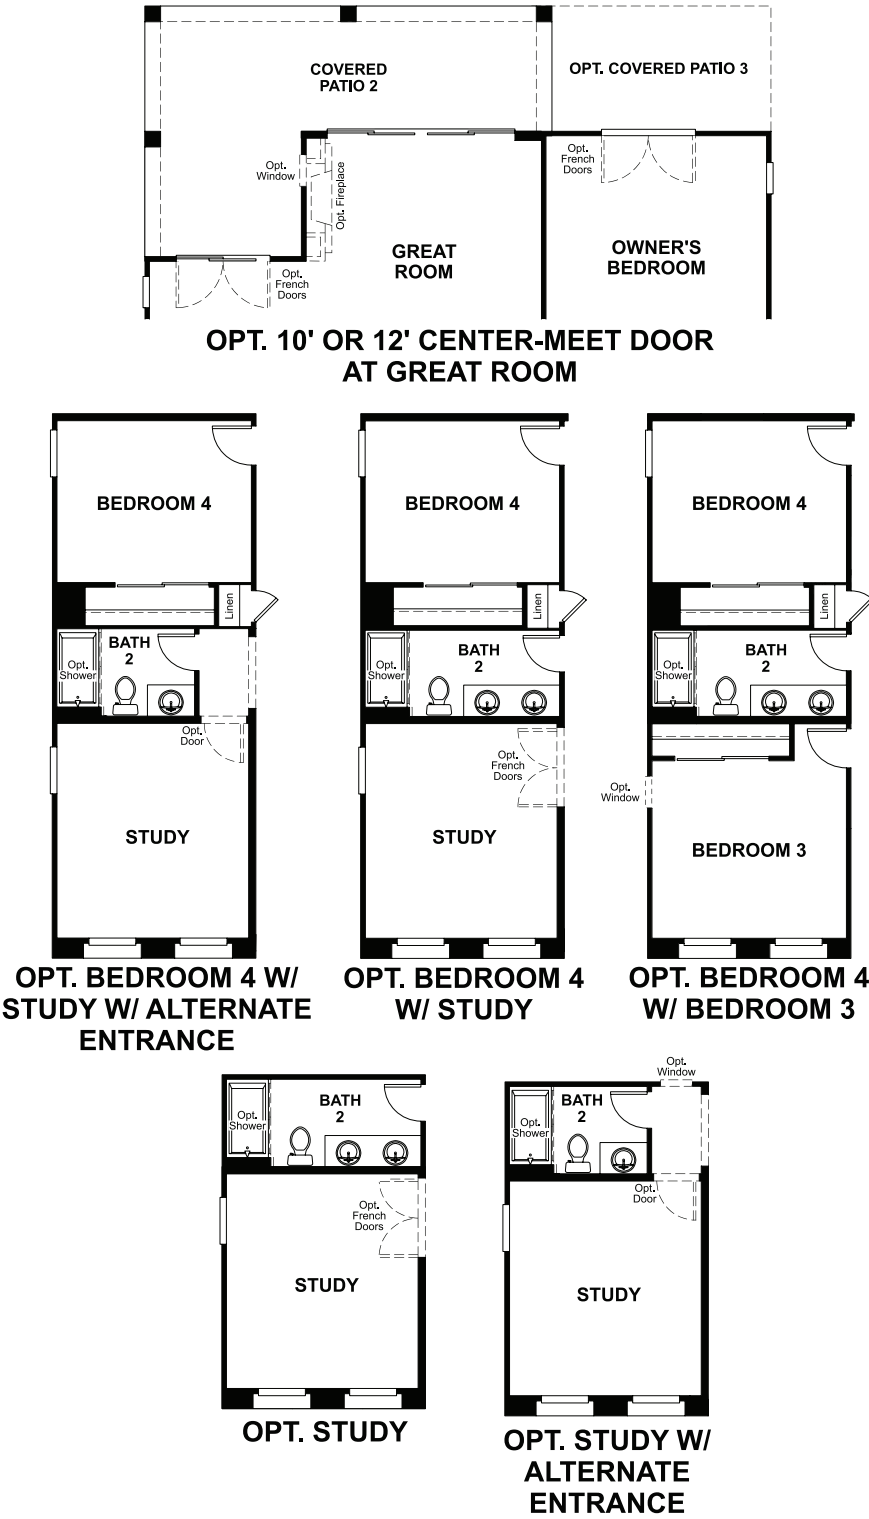 COVERED
PATIO 2
OPT. COVERED PATIO 3
Opt.
Window
Opt. Fireplace
Opt.
French
Doors
GREAT
ROOM
OWNER'S
BEDROOM
Opt.
French
Doors
OPT. 10' OR 12' CENTER-MEET DOOR
AT GREAT ROOM
BEDROOM 4
Linen
BATH
2
Opt.
Shower
Opt.
Door
STUDY
OPT. BEDROOM 4 W/
STUDY W/ ALTERNATE
ENTRANCE
BEDROOM 4
Linen
BATH
2
Opt.
Shower
Opt.
French
Doors
STUDY
OPT. BEDROOM 4
W/ STUDY
BEDROOM 4
Linen
BATH
2
Opt.
Shower
Opt.
Window
BEDROOM 3
OPT. BEDROOM 4
W/ BEDROOM 3
BATH
2
Opt.
Shower
Opt.
French
Doors
STUDY
OPT. STUDY
Opt.
Window
BATH
2
Opt.
Shower
Opt.
Door
STUDY
OPT. STUDY W/
ALTERNATE
ENTRANCE